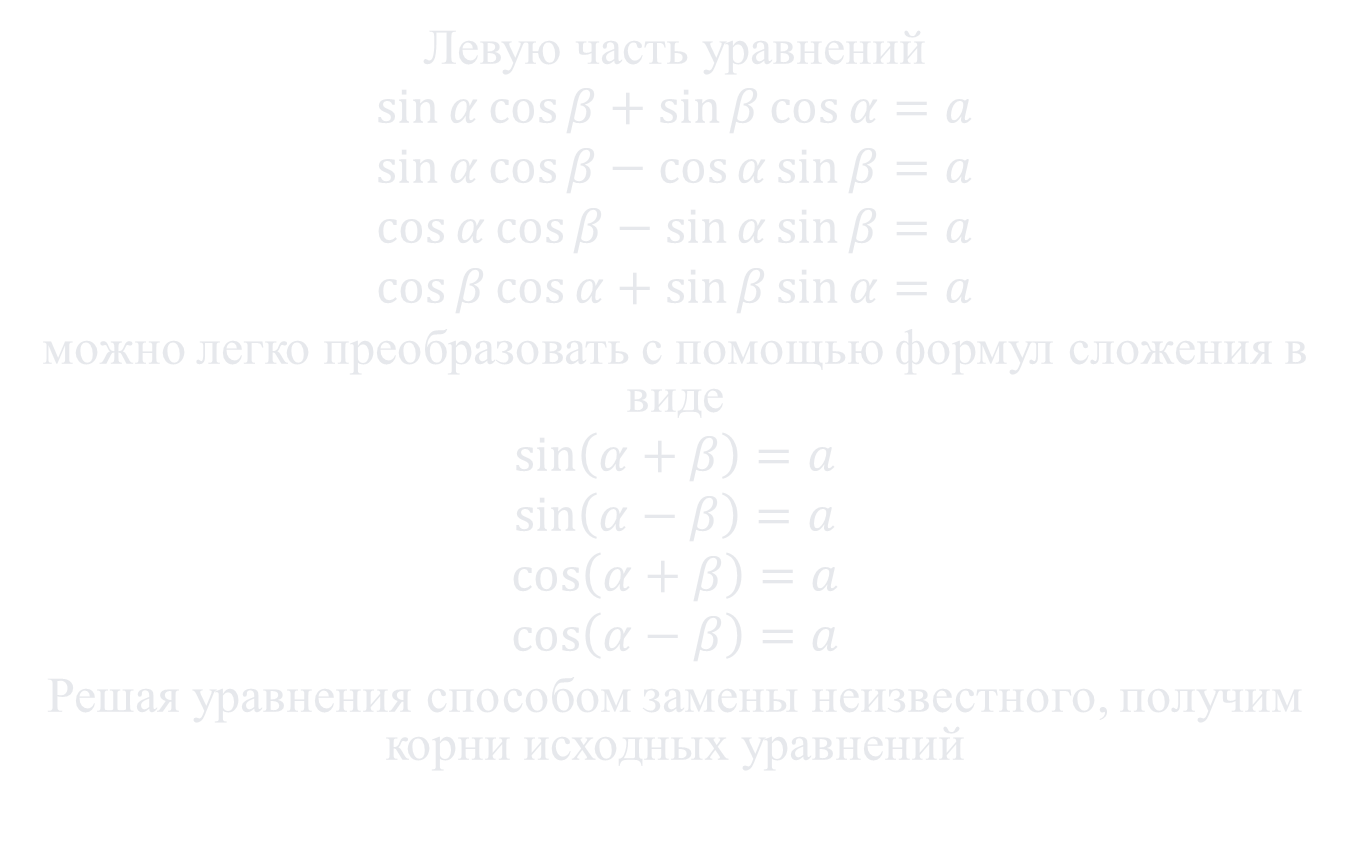 Левую часть уравнений
sin α cos β + sin β cos α = a
sin α cos β − cos α sin β = a
cos α cos β − sin α sin β = a
cos β cos α + sin β sin α = a
можно легко преобразовать с помощью формул сложения в
виде
sin(α + β) = a
sin(α − β) = a
cos(α + β) = a
cos(α − β) = a
Решая уравнения способом замены неизвестного, получим
корни исходных уравнений